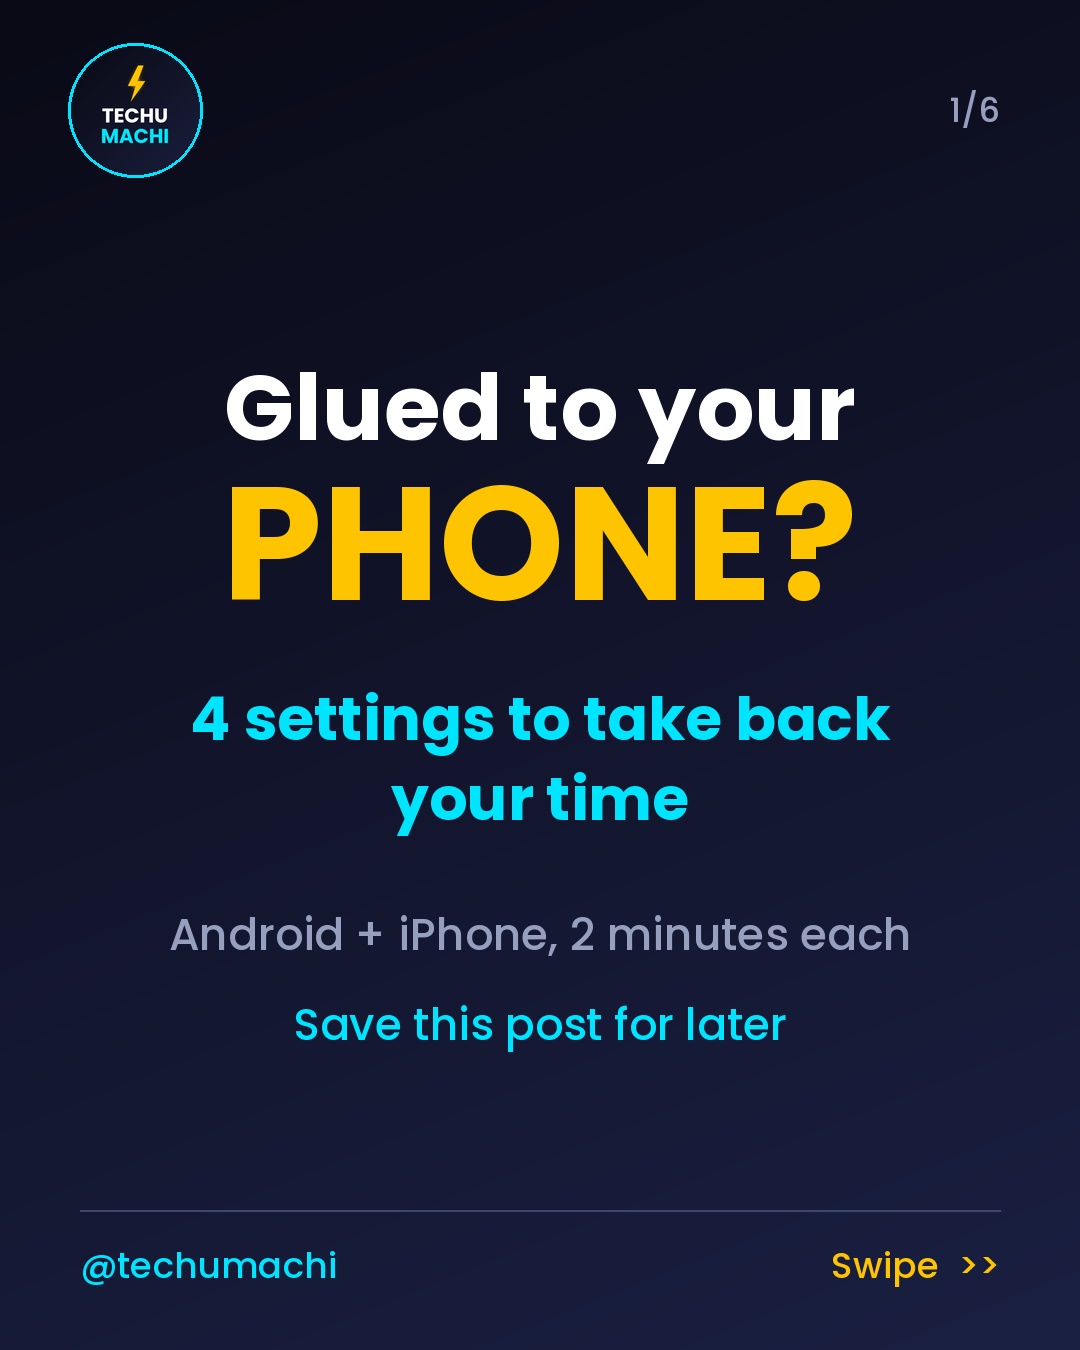 TECHU
MACHI
1/6
Glued to your
PHONE?
4 settings to take back
your time
Android + iPhone, 2 minutes each
Save this post for later
@techumachi
Swipe >>